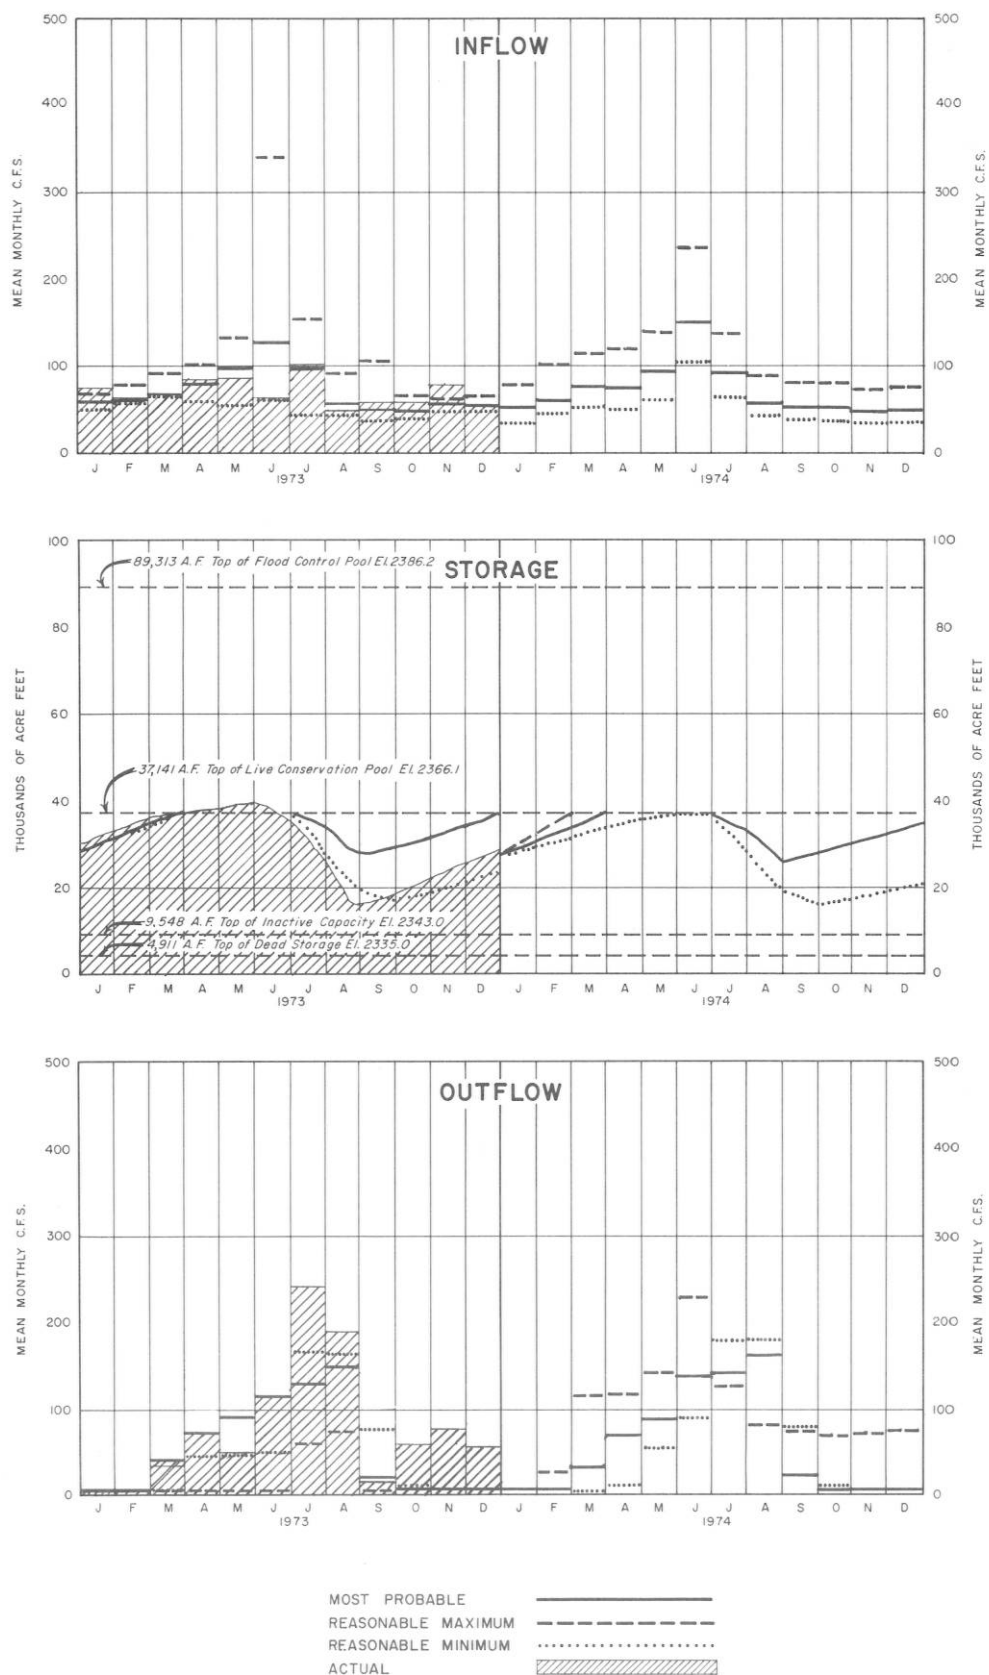 INFLOW
500 500
400 400
300 300
200 200
100 100
0 0
MEAN MONTHLY C.F.S.
MEAN MONTHLY C.F.S.
J F M A M J J A S O N D J F M A M J J A S O N D
1973 1974
STORAGE
100 100
80 80
60 60
40 40
20 20
0 0
THOUSANDS OF ACRE FEET
THOUSANDS OF ACRE FEET
89,313 A.F. Top of Flood Control Pool El.2386.2
37,141 A.F. Top of Live Conservation Pool El.2366.1
9,548 A.F. Top of Inactive Capacity El.2343.0
4,911 A.F. Top of Dead Storage El.2335.0
J F M A M J J A S O N D J F M A M J J A S O N D
1973 1974
OUTFLOW
500 500
400 400
300 300
200 200
100 100
0 0
MEAN MONTHLY C.F.S.
MEAN MONTHLY C.F.S.
J F M A M J J A S O N D J F M A M J J A S O N D
1973 1974
MOST PROBABLE
REASONABLE MAXIMUM
REASONABLE MINIMUM
ACTUAL